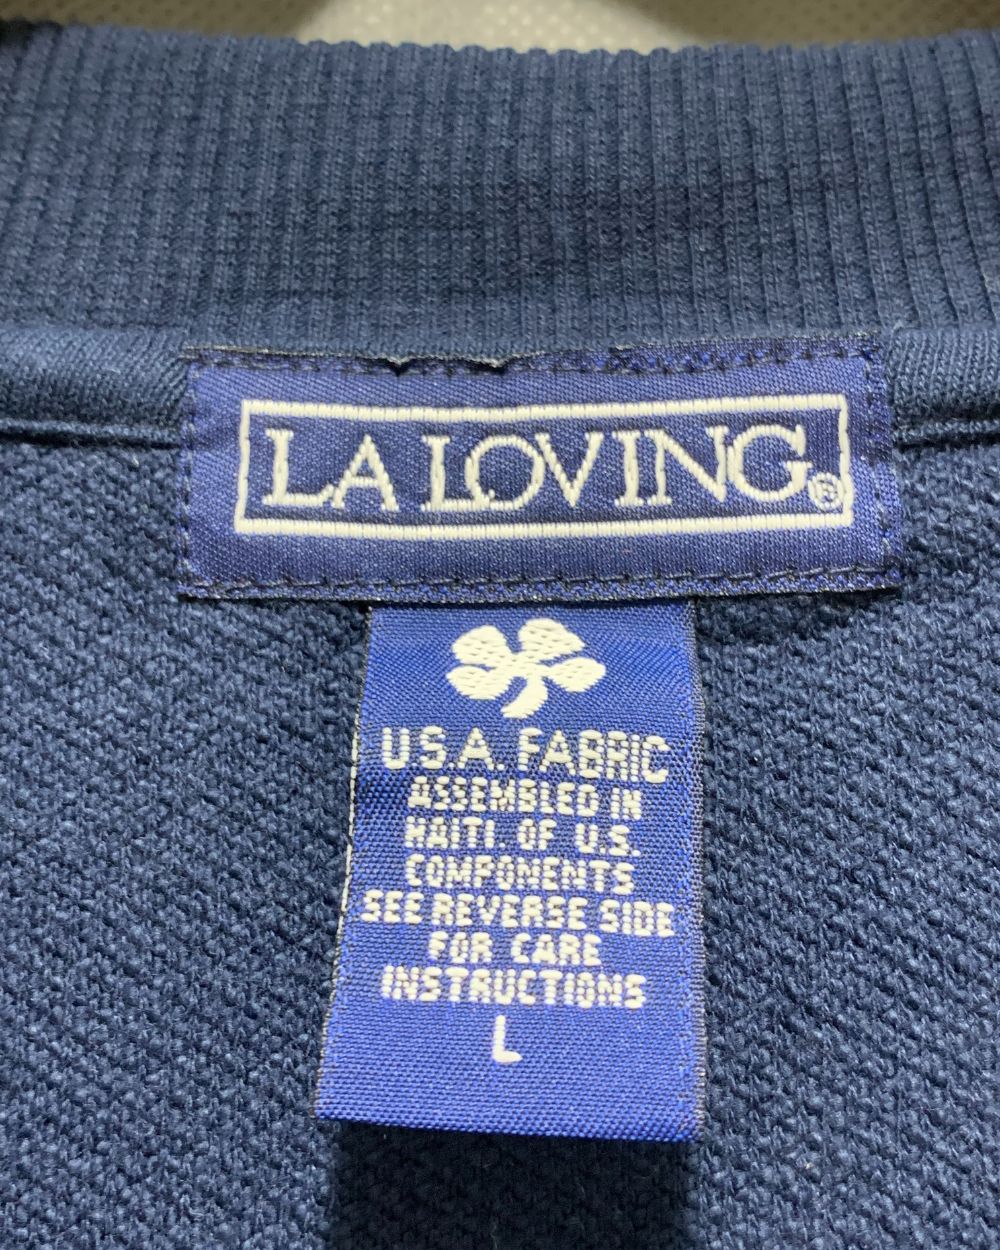 LA LOVING®
U.S.A. FABRIC
ASSEMBLED IN
HAITI. OF U.S.
COMPONENTS
SEE REVERSE SIDE
FOR CARE
INSTRUCTIONS
L